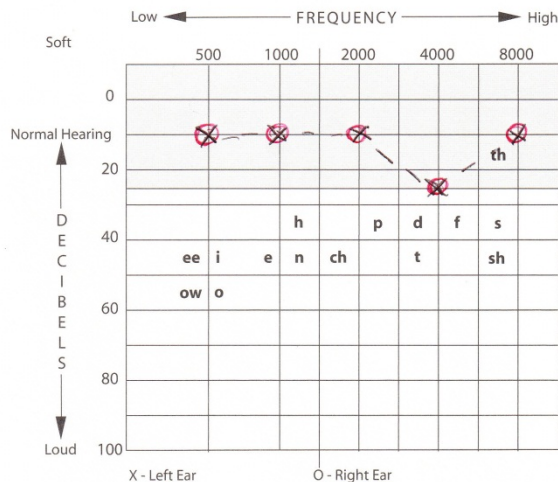 Low FREQUENCY High
Soft
500 1000 2000 4000 8000
0
Normal Hearing
th
20
h p d f s
40
ee i e n ch t sh
ow o
60
80
100
DECIBELS
Loud
X - Left Ear O - Right Ear